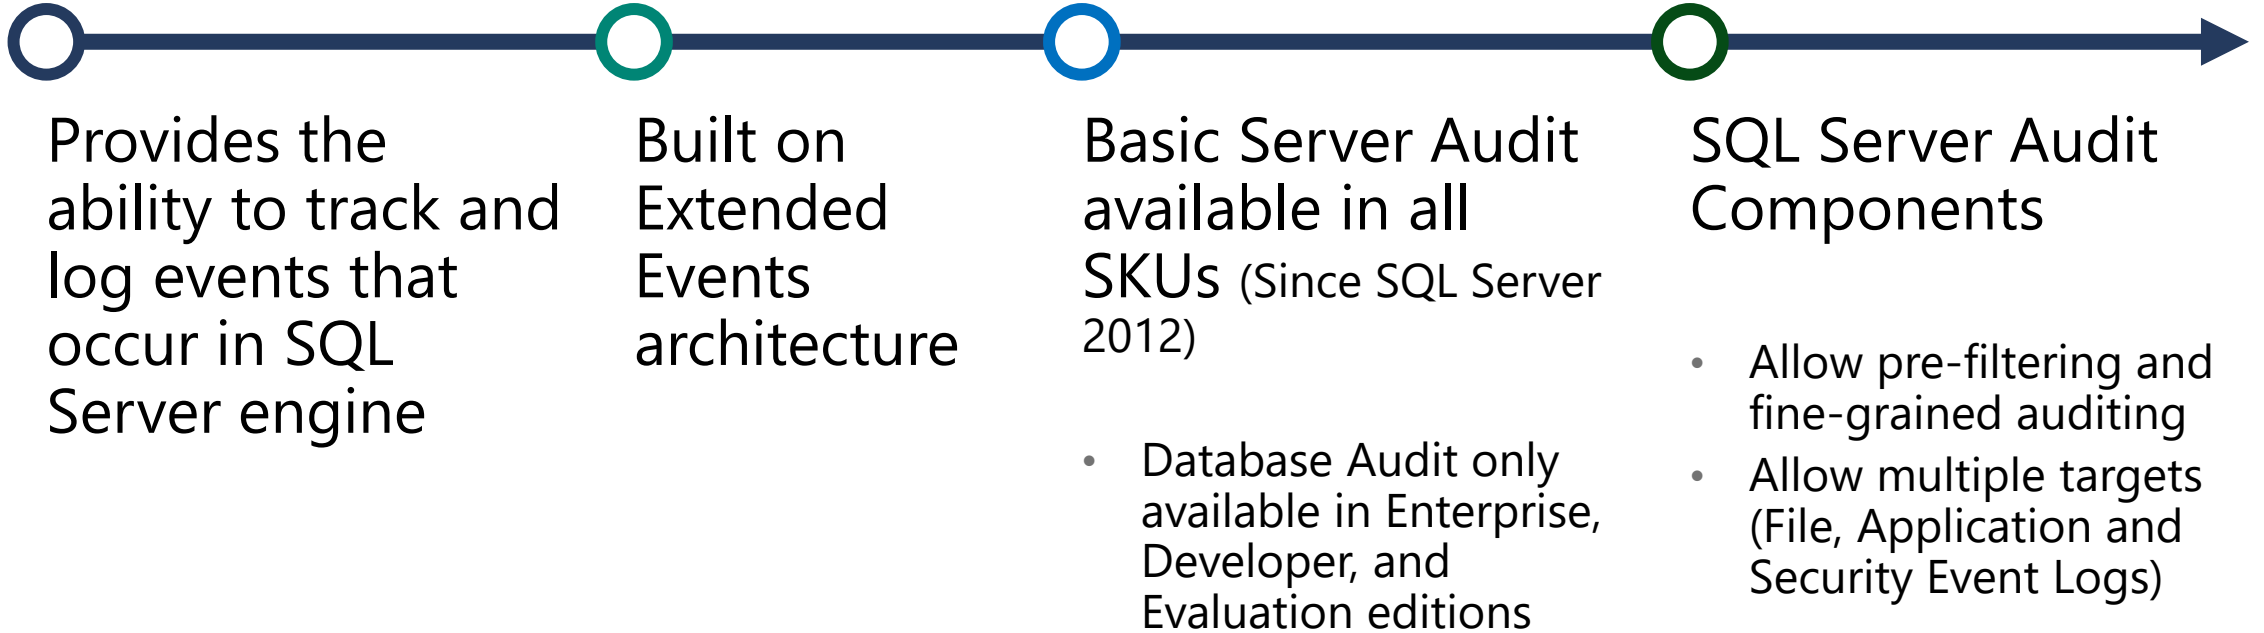 Provides the
ability to track and
log events that
occur in SQL
Server engine
Built on
Extended
Events
architecture
Basic Server Audit
available in all
SKUs (Since SQL Server
2012)
• Database Audit only
available in Enterprise,
Developer, and
Evaluation editions
SQL Server Audit
Components
• Allow pre-filtering and
fine-grained auditing
• Allow multiple targets
(File, Application and
Security Event Logs)